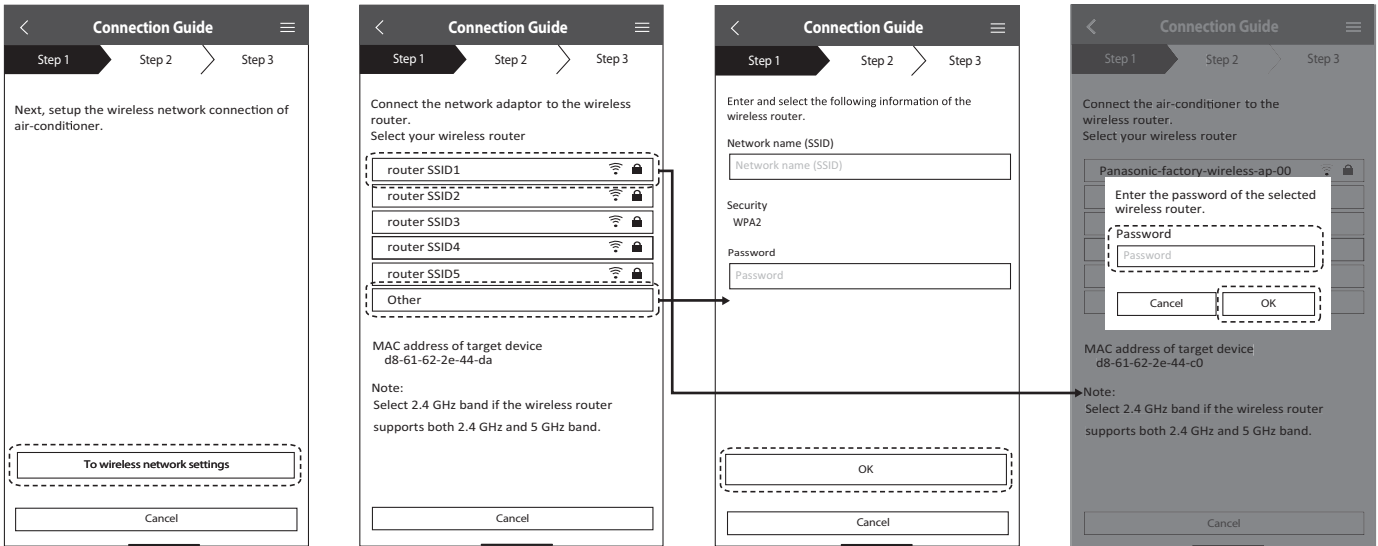 Connection Guide
Step 1
Step 2
Step 3
Next, setup the wireless network connection of
air-conditioner.
To wireless network settings
Cancel
Connection Guide
Step 1
Step 2
Step 3
Connect the network adaptor to the wireless
router.
Select your wireless router
router SSID1
router SSID2
router SSID3
router SSID4
router SSID5
Other
MAC address of target device
d8-61-62-2e-44-da
Note:
Select 2.4 GHz band if the wireless router
supports both 2.4 GHz and 5 GHz band.
Cancel
Connection Guide
Step 1
Step 2
Step 3
Enter and select the following information of the
wireless router.
Network name (SSID)
Network name (SSID)
Security
WPA2
Password
Password
OK
Cancel
Connection Guide
Step 1
Step 2
Step 3
Connect the air-conditioner to the
wireless router.
Select your wireless router
Panasonic-factory-wireless-ap-00
Enter the password of the selected
wireless router.
Password
Password
Cancel
OK
MAC address of target device
d8-61-62-2e-44-c0
Note:
Select 2.4 GHz band if the wireless router
supports both 2.4 GHz and 5 GHz band.
Cancel